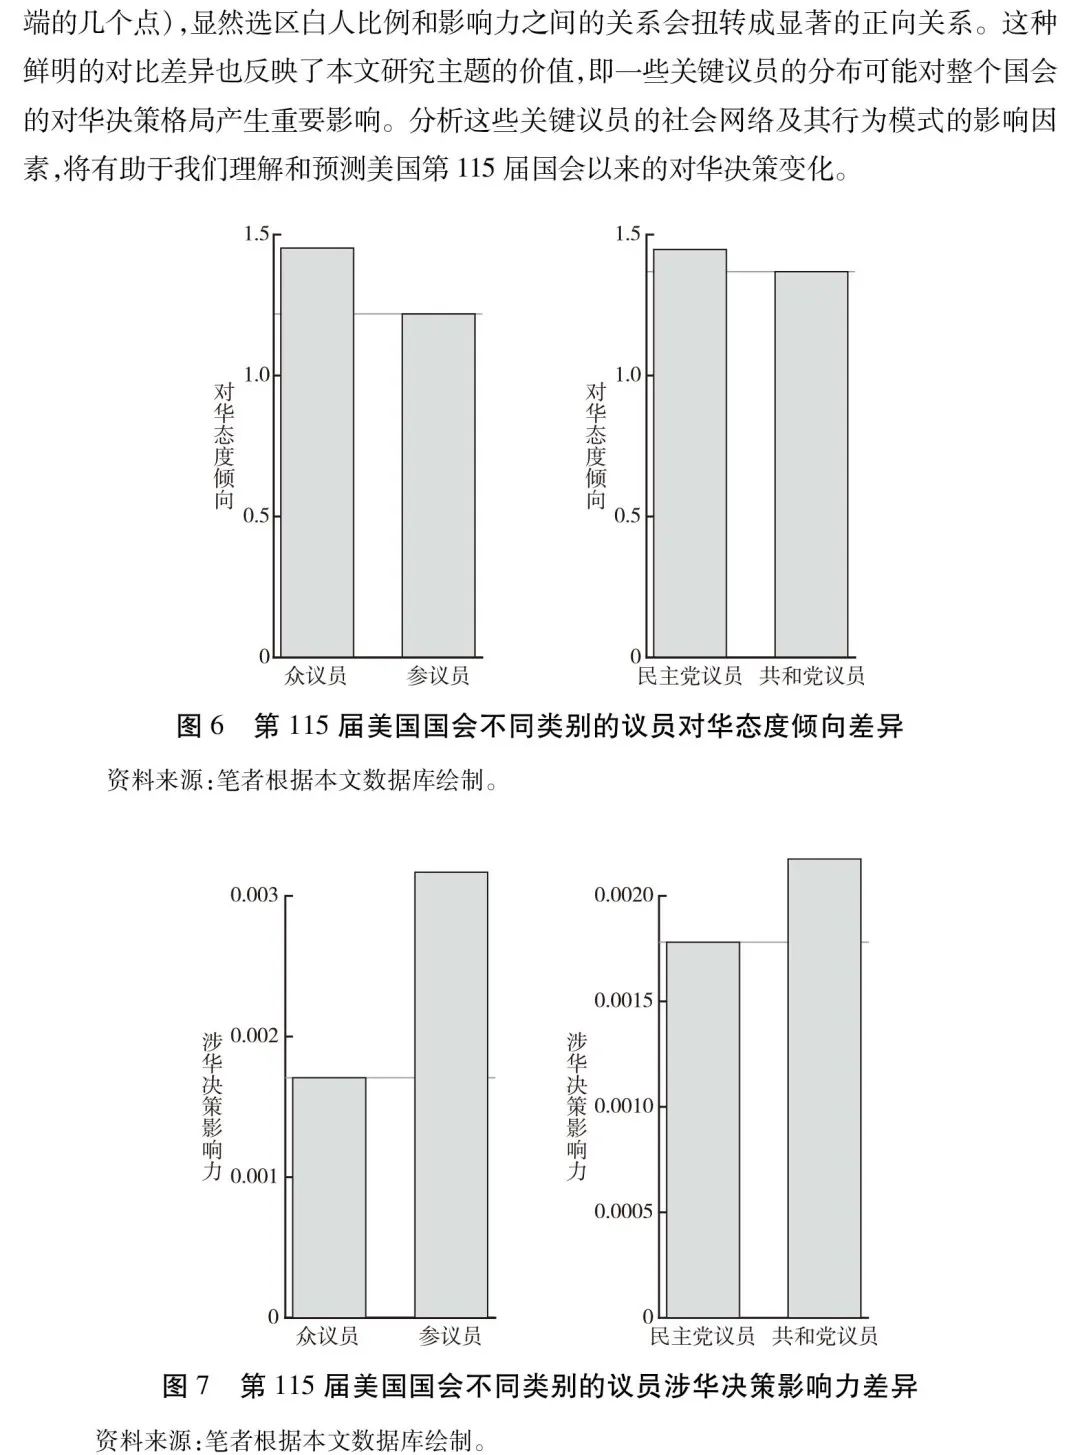 端的几个点),显然选区白人比例和影响力之间的关系会扭转成显著的正向关系。这种
鲜明的对比差异也反映了本文研究主题的价值,即一些关键议员的分布可能对整个国会
的对华决策格局产生重要影响。分析这些关键议员的社会网络及其行为模式的影响因
素,将有助于我们理解和预测美国第 115 届国会以来的对华决策变化。
1.5
1.0
0.5
0
对华态度倾向
众议员 参议员
1.5
1.0
0.5
0
对华态度倾向
民主党议员 共和党议员
图 6 第 115 届美国国会不同类别的议员对华态度倾向差异
资料来源:笔者根据本文数据库绘制。
0.003
0.002
0.001
0
涉华决策影响力
众议员 参议员
0.0020
0.0015
0.0010
0.0005
0
涉华决策影响力
民主党议员 共和党议员
图 7 第 115 届美国国会不同类别的议员涉华决策影响力差异
资料来源:笔者根据本文数据库绘制。